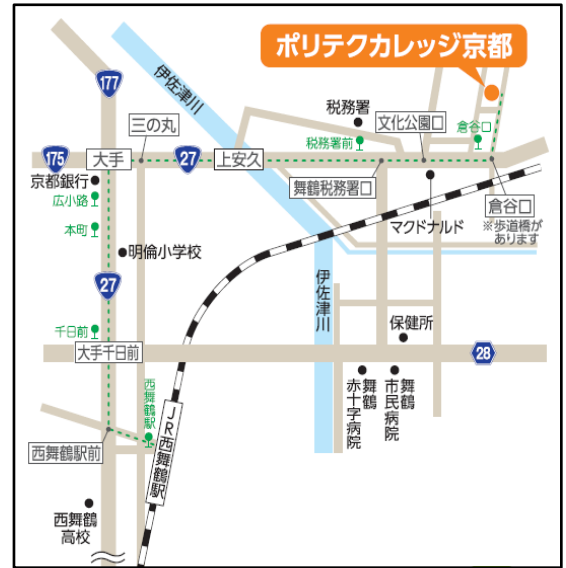 ポリテクカレッジ京都
177
伊佐津川
税務署
三の丸
税務署前
文化公園口
倉谷口
175
大手
27
上安久
京都銀行
舞鶴税務署口
倉谷口
広小路
マクドナルド
※歩道橋が
あります
本町
明倫小学校
27
伊佐津川
千日前
保健所
大手千日前
28
西舞鶴駅
舞鶴
赤十字病院
舞鶴
市民病院
JR西舞鶴駅
西舞鶴駅前
西舞鶴
高校